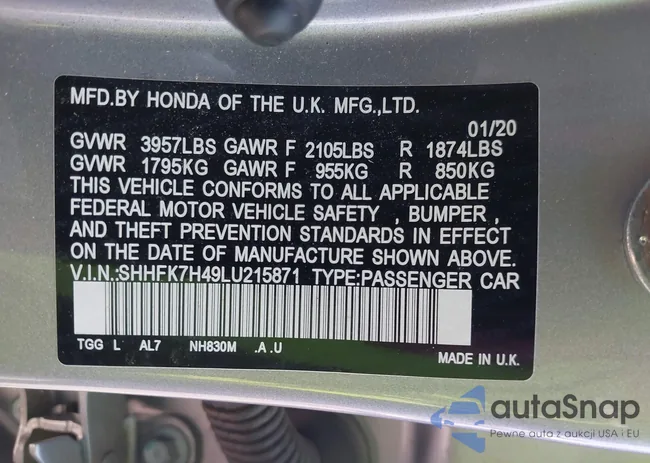 MFD.BY HONDA OF THE U.K. MFG.,LTD.
01/20
GVWR 3957LBS GAWR F 2105LBS R 1874LBS
GVWR 1795KG GAWR F 955KG R 850KG
THIS VEHICLE CONFORMS TO ALL APPLICABLE
FEDERAL MOTOR VEHICLE SAFETY , BUMPER ,
AND THEFT PREVENTION STANDARDS IN EFFECT
ON THE DATE OF MANUFACTURE SHOWN ABOVE.
V.I.N.:SHHFK7H49LU215871 TYPE:PASSENGER CAR
TGG L AL7 NH830M .A .U MADE IN U.K.
autaSnap
Pewne auta z aukcji USA i EU